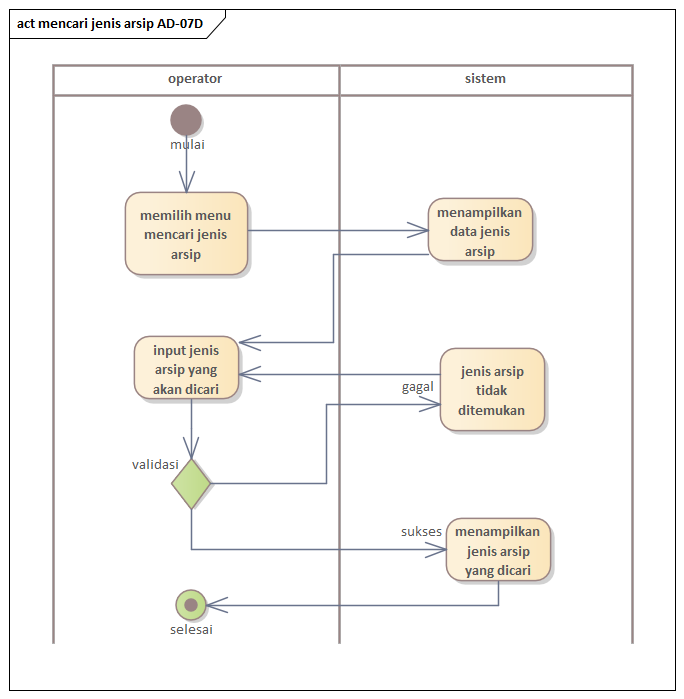 act mencari jenis arsip AD-07D
operator
sistem
mulai
memilih menu
mencari jenis
arsip
menampilkan
data jenis
arsip
input jenis
arsip yang
akan dicari
gagal
jenis arsip
tidak
ditemukan
validasi
sukses
menampilkan
jenis arsip
yang dicari
selesai